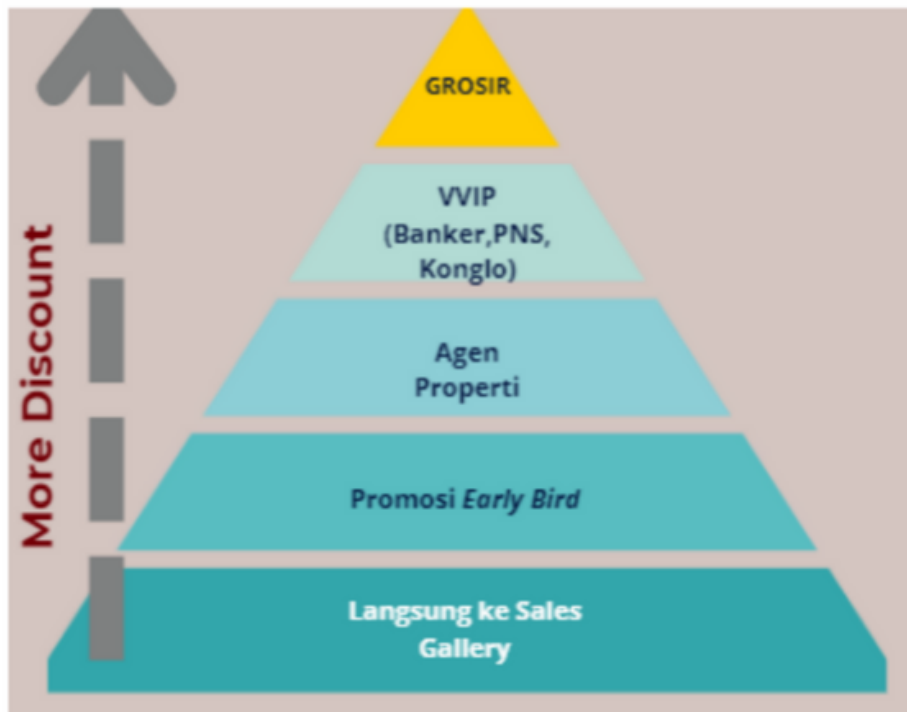 GROSIR
VVIP
(Banker,PNS,
Konglo)
Agen
Properti
Promosi Early Bird
Langsung ke Sales
Gallery
More Discount